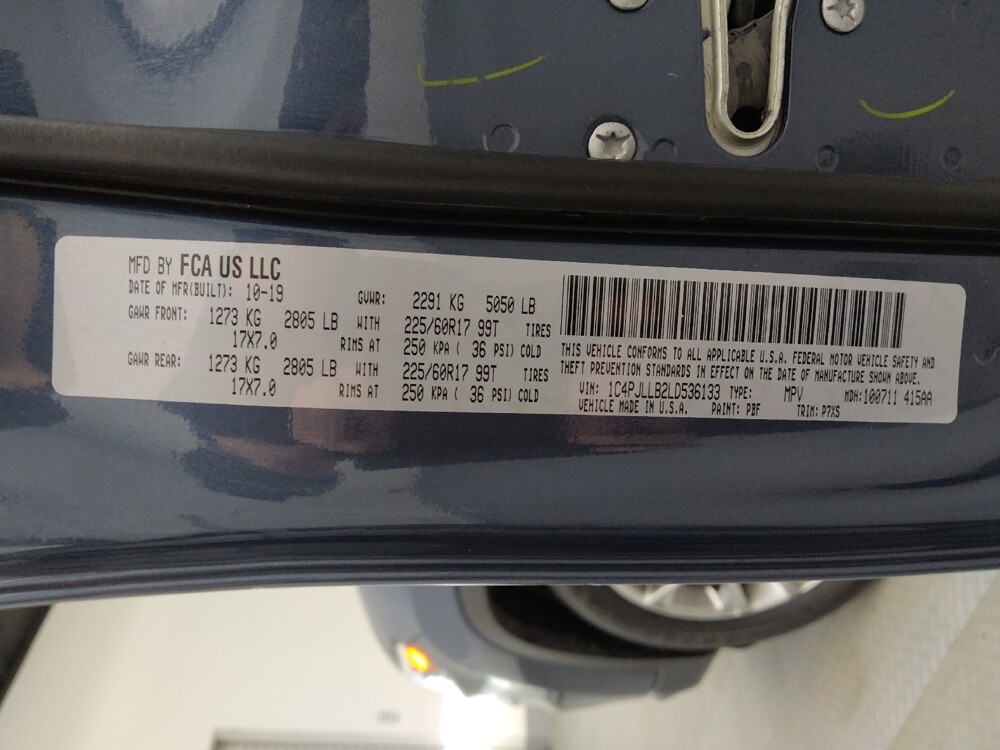 MFD BY FCA US LLC
DATE OF MFR(BUILT): 10-19 GVWR: 2291 KG 5050 LB
GAWR FRONT: 1273 KG 2805 LB WITH 225/60R17 99T TIRES
17X7.0 RIMS AT 250 KPA ( 36 PSI) COLD
GAWR REAR: 1273 KG 2805 LB WITH 225/60R17 99T TIRES
17X7.0 RIMS AT 250 KPA ( 36 PSI) COLD
THIS VEHICLE CONFORMS TO ALL APPLICABLE U.S.A. FEDERAL MOTOR VEHICLE SAFETY AND
THEFT PREVENTION STANDARDS IN EFFECT ON THE DATE OF MANUFACTURE SHOWN ABOVE.
VIN: 1C4PJLLB2LD536133 TYPE: MPV MDH:100711 415AA
VEHICLE MADE IN U.S.A. PAINT: PBF TRIM: P7XS